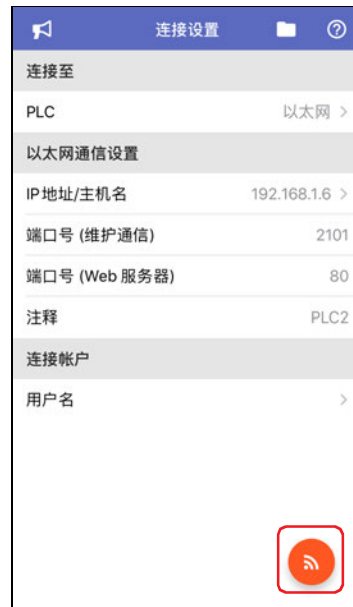 连接设置
连接至
PLC 以太网
以太网通信设置
IP地址/主机名 192.168.1.6
端口号 (维护通信) 2101
端口号 (Web 服务器) 80
注释 PLC2
连接帐户
用户名